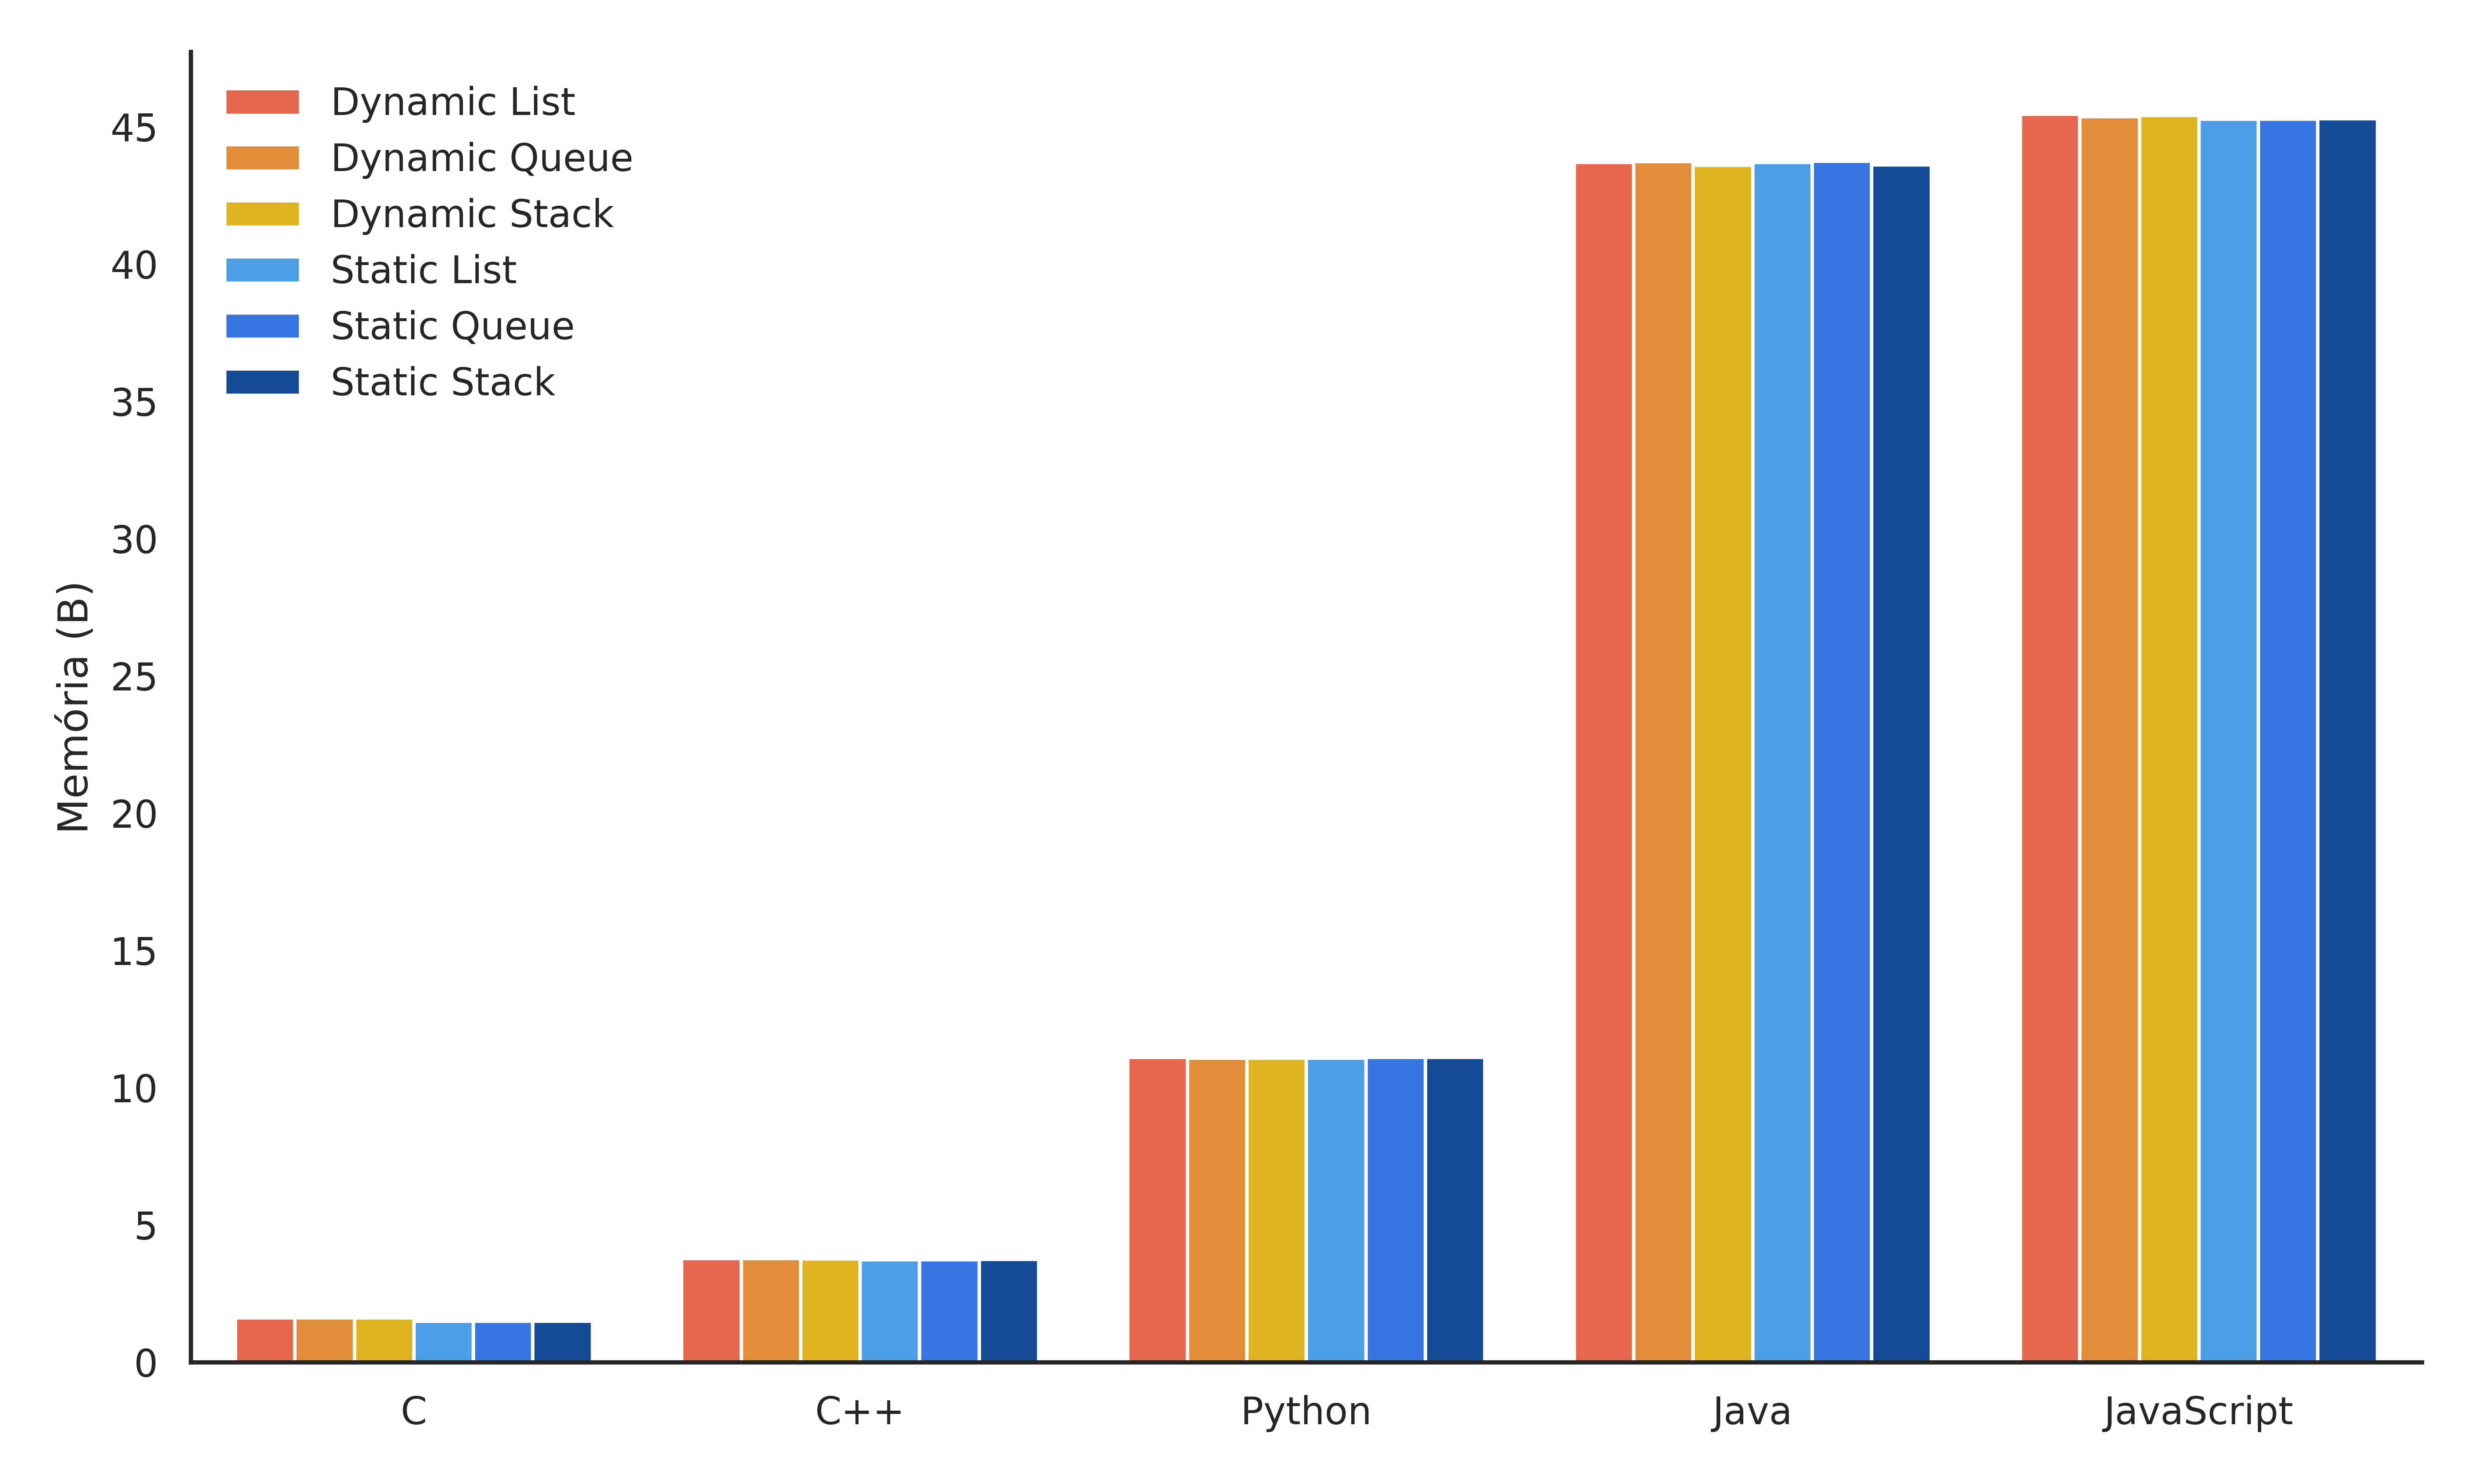 Dynamic List
Dynamic Queue
Dynamic Stack
Static List
Static Queue
Static Stack
Memória (B)
45
40
35
30
25
20
15
10
5
0
C
C++
Python
Java
JavaScript